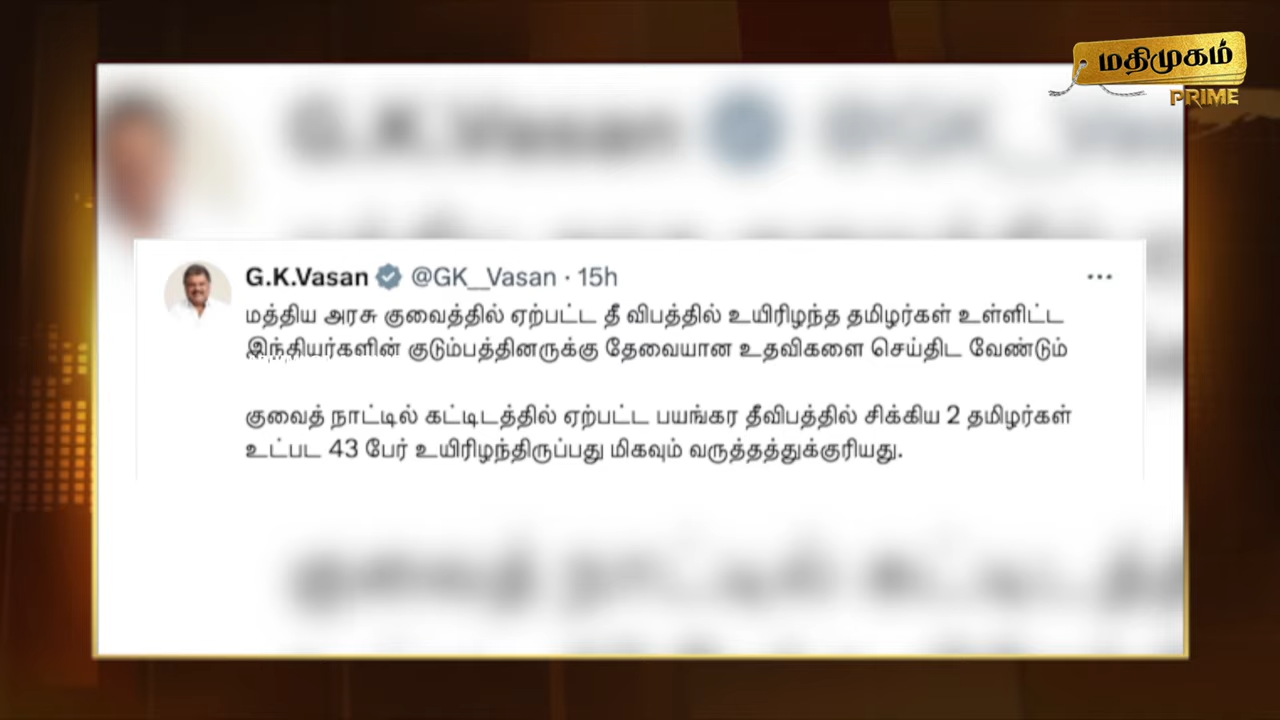 மதிமுகம்
PRIME
G.K.Vasan @GK__Vasan · 15h
மத்திய அரசு குவைத்தில் ஏற்பட்ட தீ விபத்தில் உயிரிழந்த தமிழர்கள் உள்ளிட்ட
இந்தியர்களின் குடும்பத்தினருக்கு தேவையான உதவிகளை செய்திட வேண்டும்
குவைத் நாட்டில் கட்டிடத்தில் ஏற்பட்ட பயங்கர தீவிபத்தில் சிக்கிய 2 தமிழர்கள்
உட்பட 43 பேர் உயிரிழந்திருப்பது மிகவும் வருத்தத்துக்குரியது.